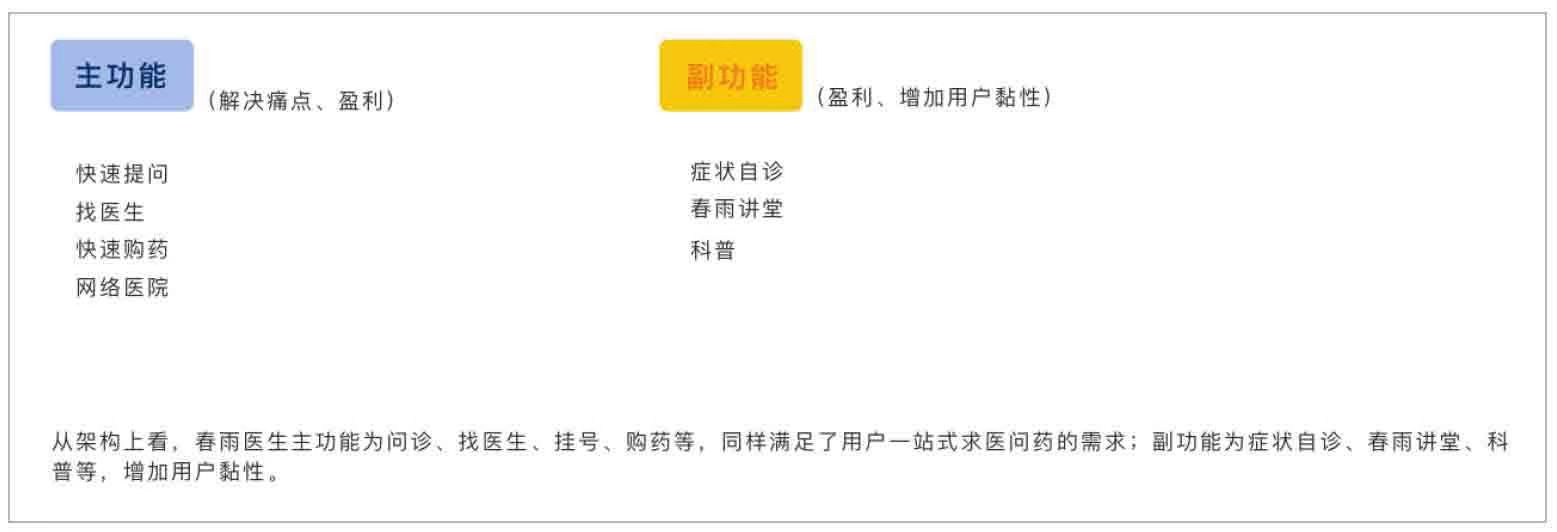 主功能
（解决痛点、盈利）
快速提问
找医生
快速购药
网络医院
副功能
（盈利、增加用户黏性）
症状自诊
春雨讲堂
科普
从架构上看，春雨医生主功能为问诊、找医生、挂号、购药等，同样满足了用户一站式求医问药的需求；副功能为症状自诊、春雨讲堂、科
普等，增加用户黏性。